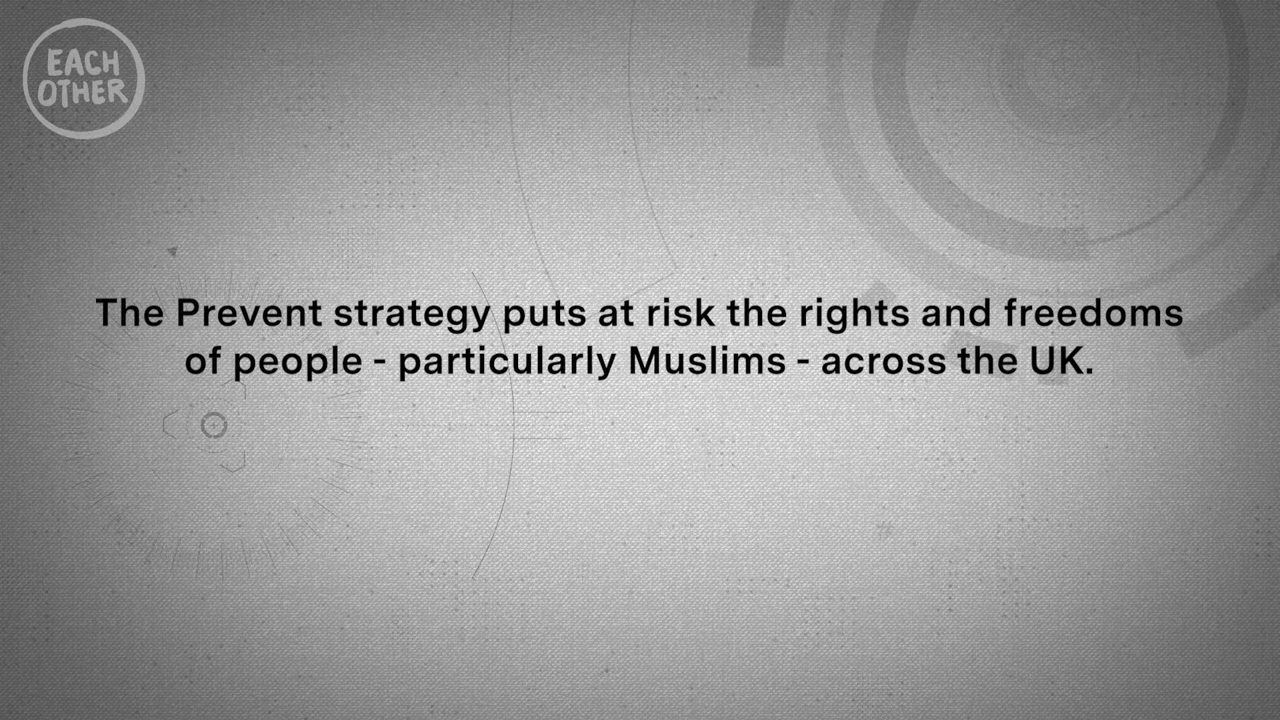 EACH
OTHER
The Prevent strategy puts at risk the rights and freedoms
of people - particularly Muslims - across the UK.